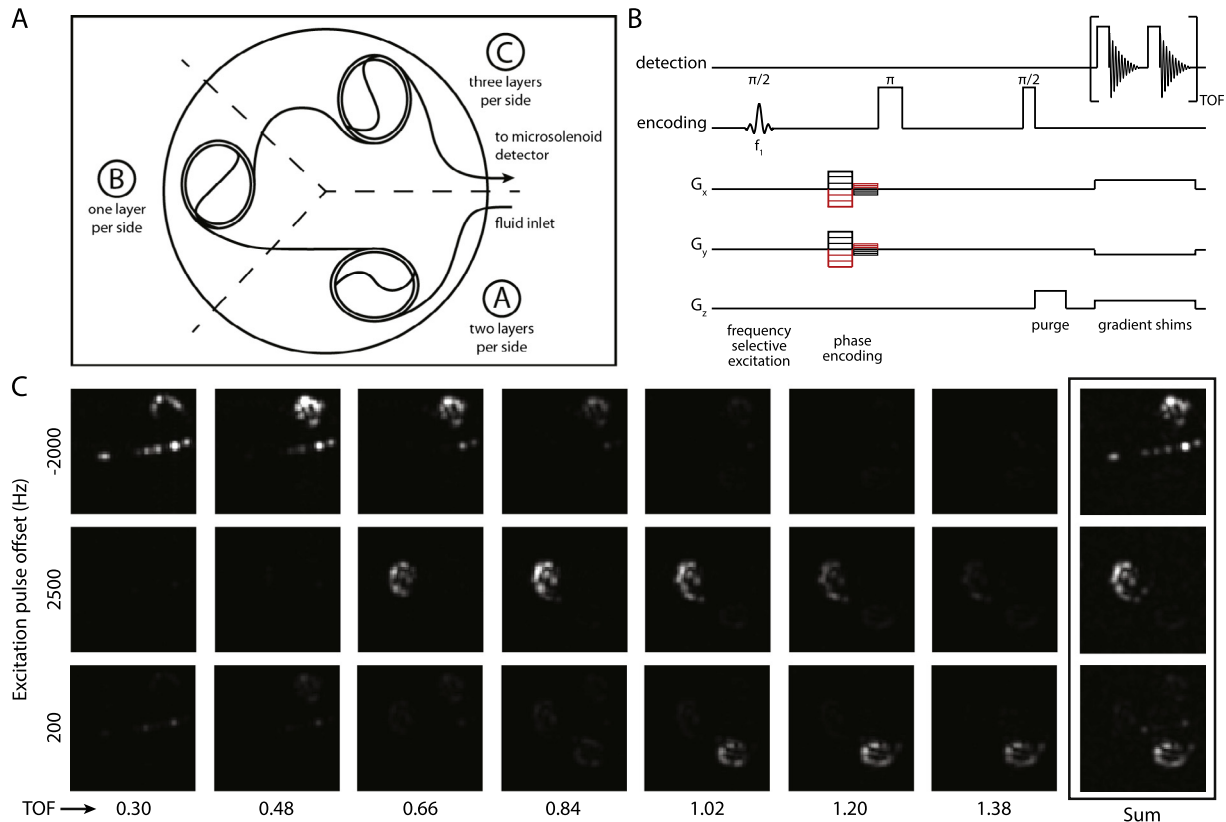 A
C
three layers
per side
to microsolenoid
detector
B
one layer
per side
fluid inlet
A
two layers
per side
B
detection
TOF
π/2
π
π/2
encoding
f1
Gx
Gy
Gz
purge
gradient shims
frequency
selective
excitation
phase
encoding
C
Excitation pulse offset (Hz)
-2000
2500
200
TOF
0.30
0.48
0.66
0.84
1.02
1.20
1.38
Sum